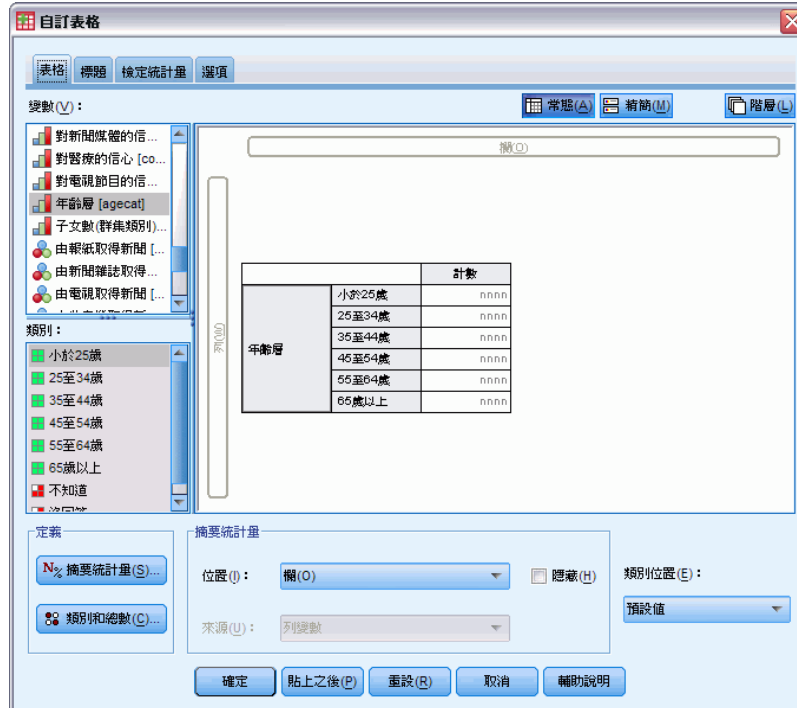 自訂表格
表格 標題 檢定統計量 選項
變數(V)： 常態(A) 精簡(M) 階層(L)
對新聞媒體的信...
對醫療的信心 [co...
對電視節目的信...
年齡層 [agecat]
子女數(群集類別)...
由報紙取得新聞 [...
由新聞雜誌取得...
由電視取得新聞 [...
欄(O)
列(W)
計數
年齡層
小於25歲 nnnn
25至34歲 nnnn
35至44歲 nnnn
45至54歲 nnnn
55至64歲 nnnn
65歲以上 nnnn
類別：
小於25歲
25至34歲
35至44歲
45至54歲
55至64歲
65歲以上
不知道
定義
N% 摘要統計量(S)...
類別和總數(C)...
摘要統計量
位置(I)： 欄(O) 隱藏(H)
來源(U)： 列變數
類別位置(E)：
預設值
確定 貼上之後(P) 重設(R) 取消 輔助說明